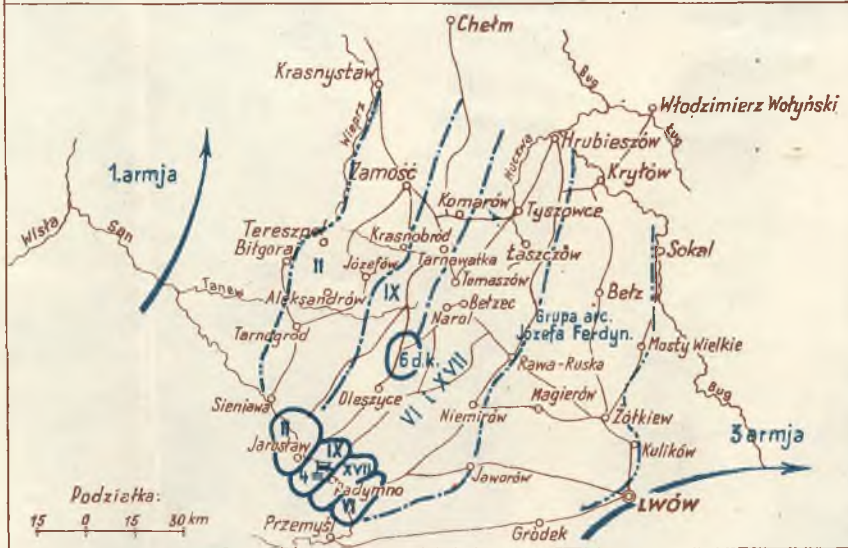 Chełm
Krasnystaw
Bug
Włodzimierz Wołyński
Wieprz
Ług
Huczwa
Hrubieszów
1.armja
Zamość
Kryłów
Komarów
Tyszowce
Wisła
San
Tereszpol
Biłgoraj
Krasnobród
Sokal
II
Tarnawatka
Łaszczów
Józefów
Tomaszów
Tanew
IX
Aleksandrów
Bełżec
Bełz
Narol
Grupa arc.
Józefa Ferdyn.
Tarnogród
6 d.k.
Mosty Wielkie
Rawa-Ruska
VI i XVII
Bug
Oleszyce
Sieniawa
Niemirów
Magierów
Żółkiew
II
Jarosław
IX
3 armja
Kulików
4
XVII
Radymno
Jaworów
VI
Podziałka:
LWÓW
15 0 15 30 km
Przemyśl
Gródek